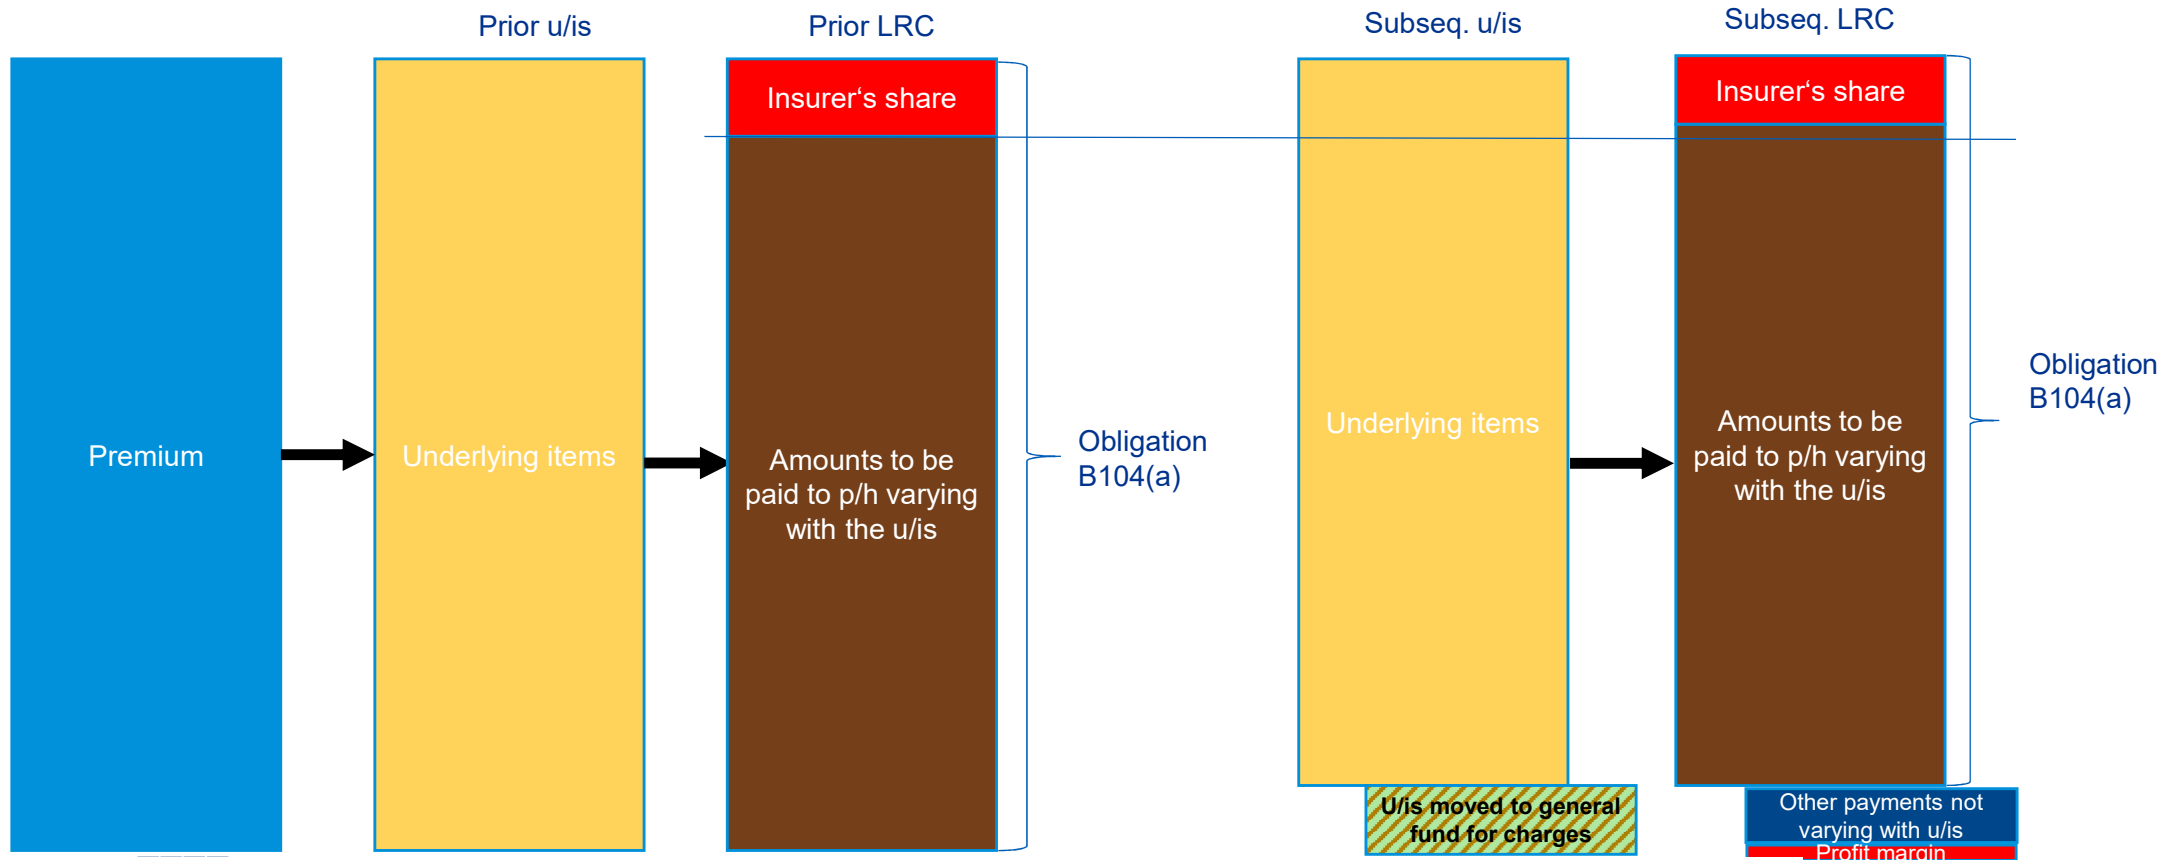 Prior u/is
Prior LRC
Subseq. u/is
Subseq. LRC
Premium
Underlying items
Insurer‘s share
Amounts to be
paid to p/h varying
with the u/is
Obligation
B104(a)
Underlying items
U/is moved to general
fund for charges
Insurer‘s share
Amounts to be
paid to p/h varying
with the u/is
Other payments not
varying with u/is
Profit margin
Obligation
B104(a)